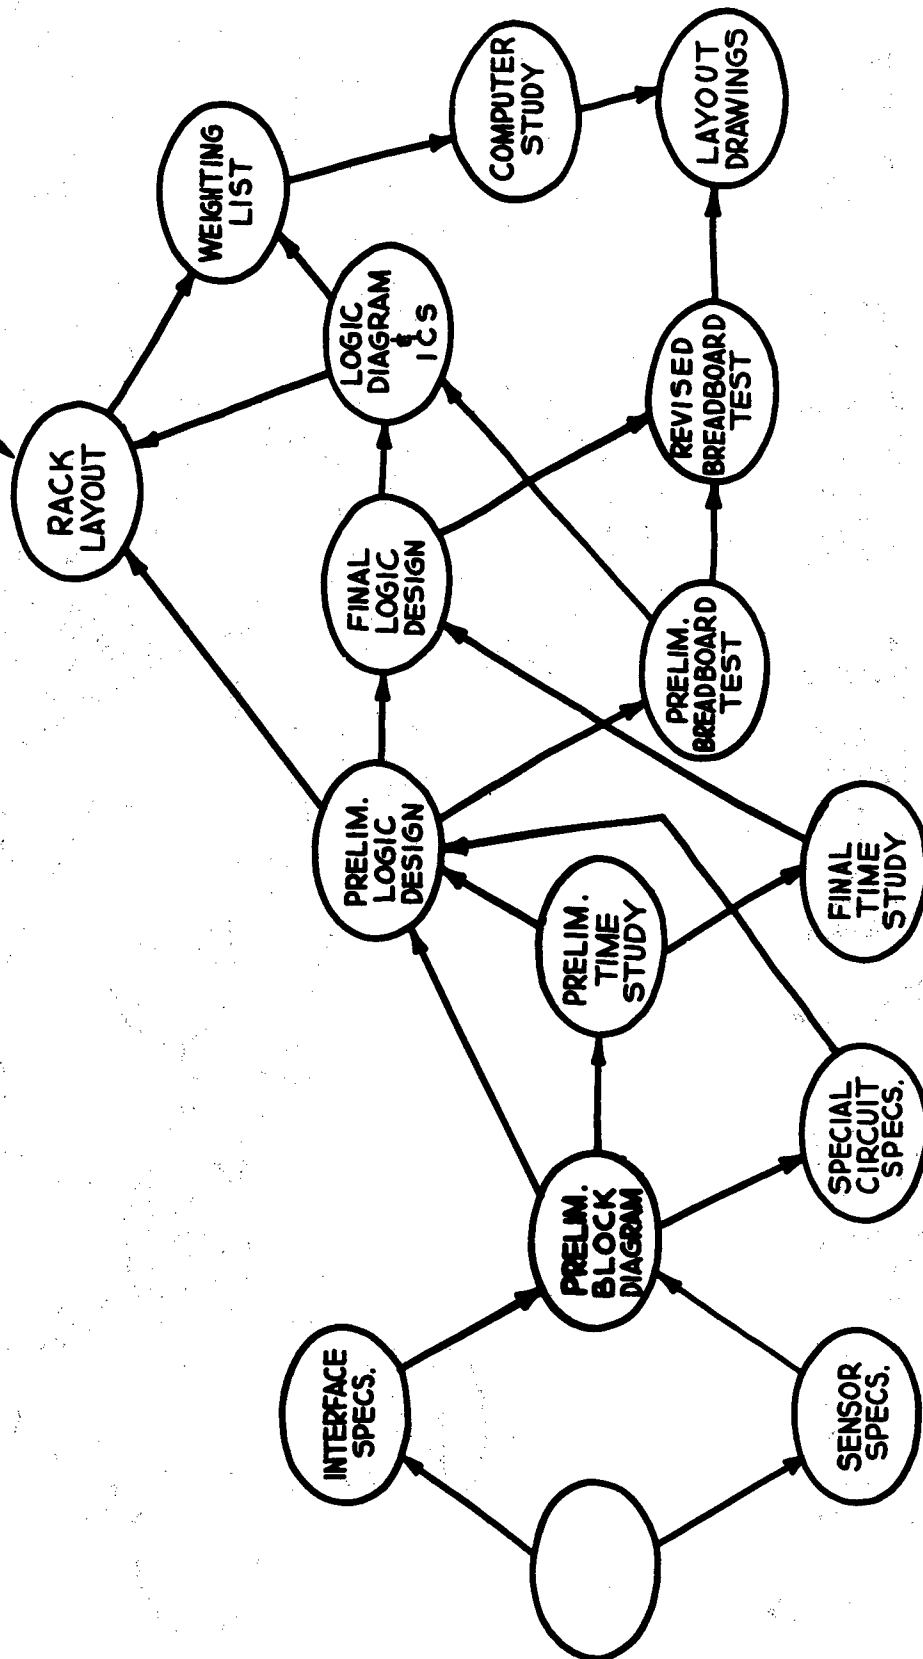 INTERFACE
SPECS.
SENSOR
SPECS.
PRELIM.
BLOCK
DIAGRAM
SPECIAL
CIRCUIT
SPECS.
PRELIM.
TIME
STUDY
FINAL
TIME
STUDY
PRELIM.
LOGIC
DESIGN
PRELIM.
BREADBOARD
TEST
FINAL
LOGIC
DESIGN
RACK
LAYOUT
LOGIC
DIAGRAM
&
ICS
REVISED
BREADBOARD
TEST
WEIGHTING
LIST
COMPUTER
STUDY
LAYOUT
DRAWINGS